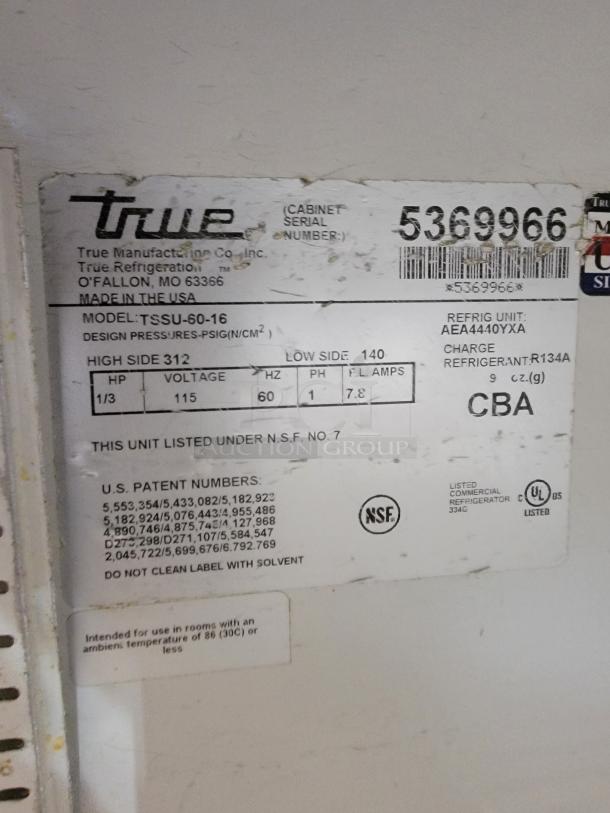 true
(CABINET
SERIAL
NUMBER:)
5369966
*5369966*
True Manufacturing Co., Inc.
True Refrigeration ™
O'FALLON, MO 63366
MADE IN THE USA
MODEL: TSSU-60-16
DESIGN PRESSURES-PSIG(N/CM²)
HIGH SIDE 312 LOW SIDE 140
HP VOLTAGE HZ PH F.L. AMPS
1/3 115 60 1 7.8
REFRIG UNIT:
AEA4440YXA
CHARGE
REFRIGERANT:R134A
9 oz.(g)
CBA
THIS UNIT LISTED UNDER N.S.F. NO. 7
AUCTION GROUP
U.S. PATENT NUMBERS:
5,553,354/5,433,082/5,182,923
5,182,924/5,076,443/4,955,486
4,890,746/4,875,743/4,127,968
D273,298/D271,107/5,584,547
2,045,722/5,699,676/6.792.769
DO NOT CLEAN LABEL WITH SOLVENT
NSF.
LISTED
COMMERCIAL
REFRIGERATOR
334G
C UL US
LISTED
Intended for use in rooms with an
ambient temperature of 86 (30C) or
less